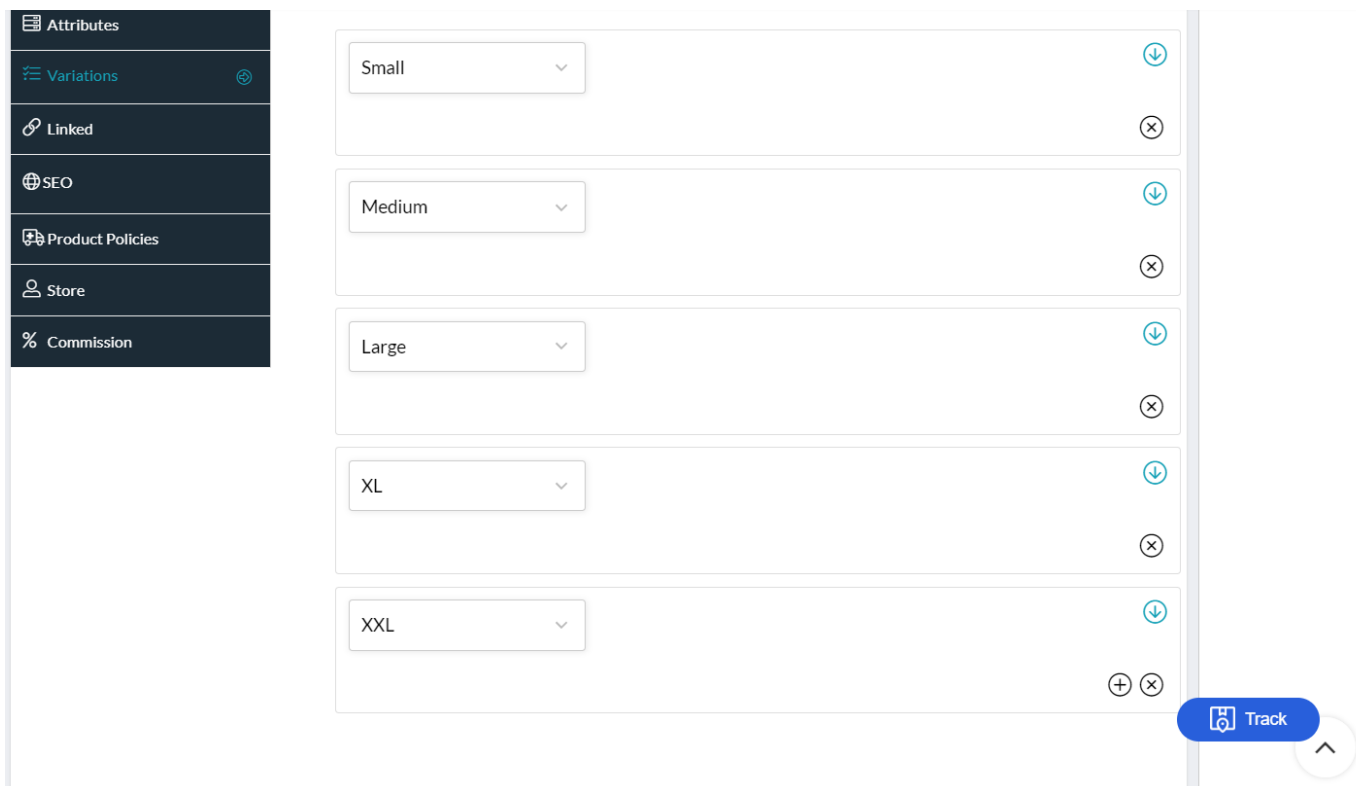 Attributes
Variations
Linked
SEO
Product Policies
Store
Commission
Small
Medium
Large
XL
XXL
Track